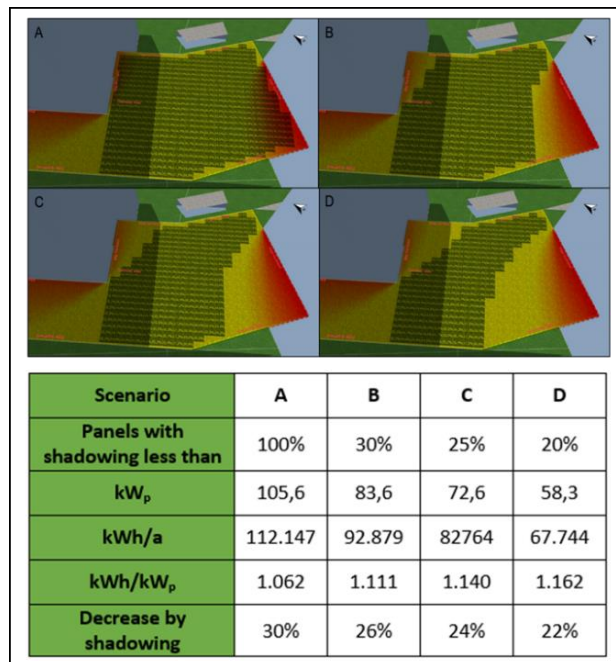 A
B
C
D
Scenario A B C D
Panels with
shadowing less than 100% 30% 25% 20%
kWₚ 105,6 83,6 72,6 58,3
kWh/a 112.147 92.879 82764 67.744
kWh/kWₚ 1.062 1.111 1.140 1.162
Decrease by
shadowing 30% 26% 24% 22%